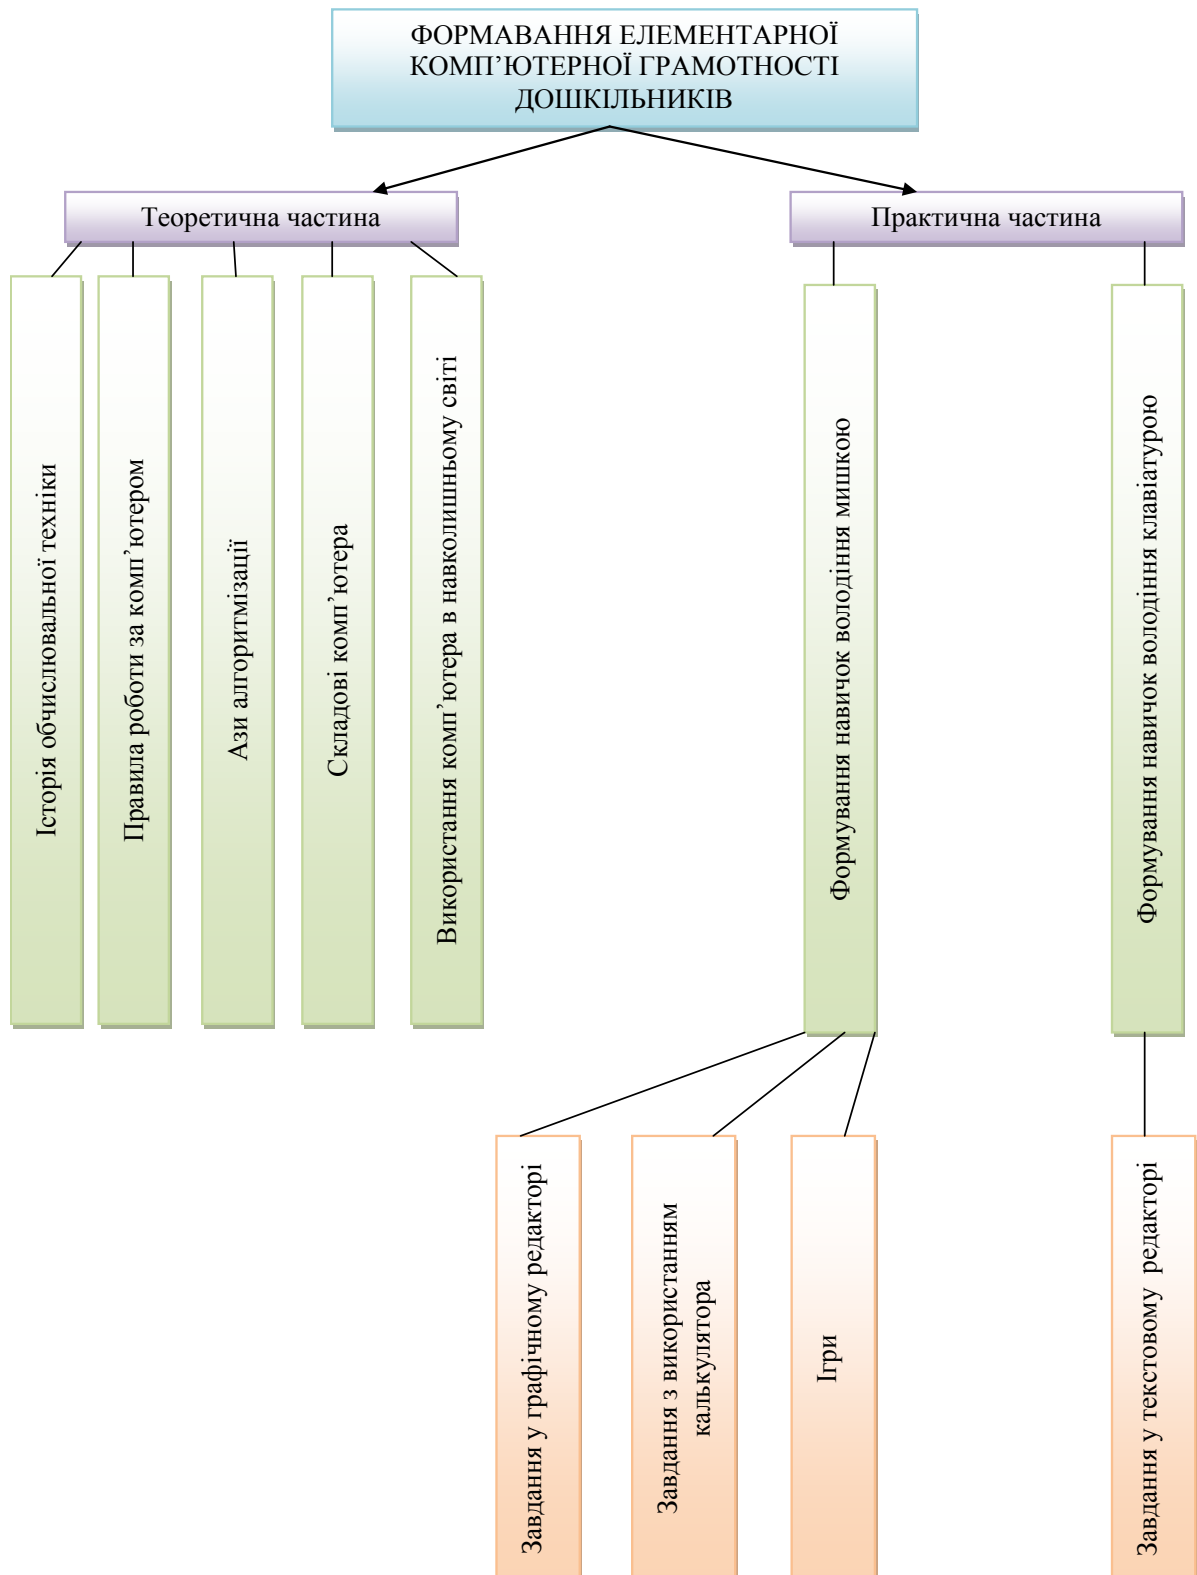 ФОРМАВАННЯ ЕЛЕМЕНТАРНОЇ
КОМП’ЮТЕРНОЇ ГРАМОТНОСТІ
ДОШКІЛЬНИКІВ
Теоретична частина
Практична частина
Історія обчислювальної техніки
Правила роботи за комп’ютером
Ази алгоритмізації
Складові комп’ютера
Використання комп’ютера в навколишньому світі
Формування навичок володіння мишкою
Формування навичок володіння клавіатурою
Завдання у графічному редакторі
Завдання з використанням
калькулятора
Ігри
Завдання у текстовому редакторі